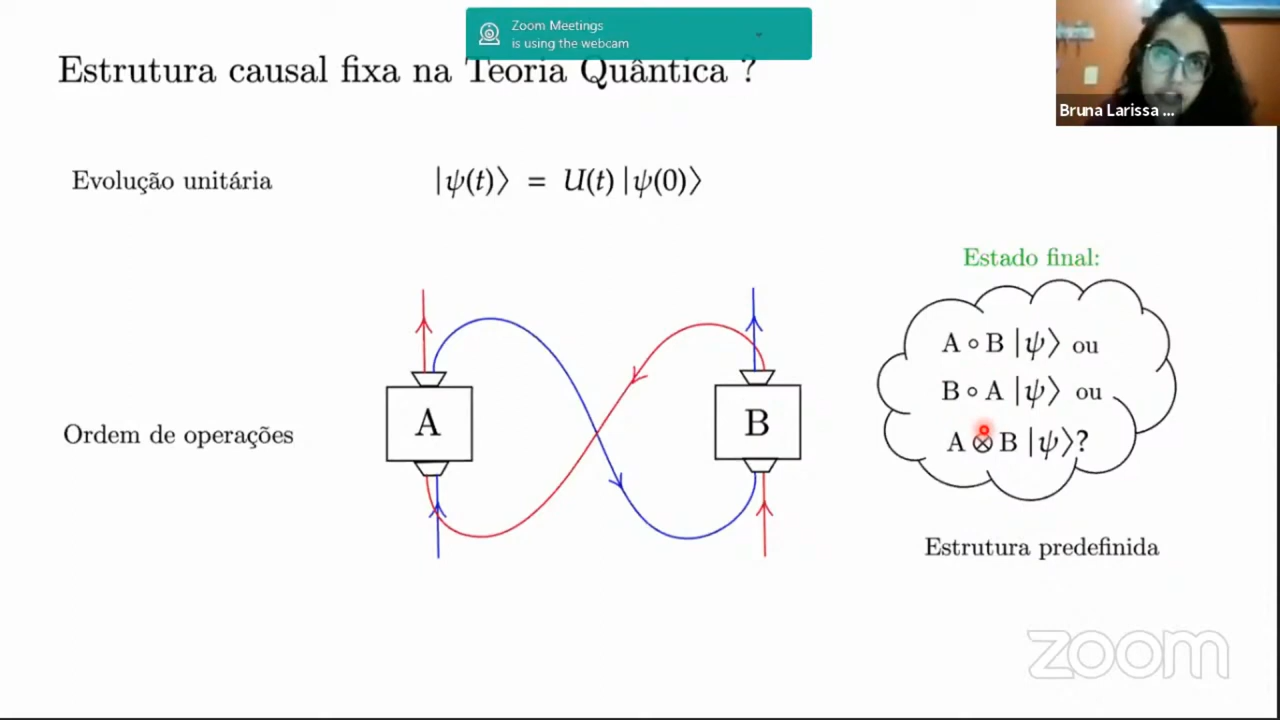 Zoom Meetings
is using the webcam
Estrutura causal fixa na Teoria Quântica ?
Bruna Larissa ...
Evolução unitária
|ψ(t)⟩ = U(t) |ψ(0)⟩
Estado final:
A ∘ B |ψ⟩ ou
B ∘ A |ψ⟩ ou
A ⊗ B |ψ⟩?
Ordem de operações
A
B
Estrutura predefinida
zoom